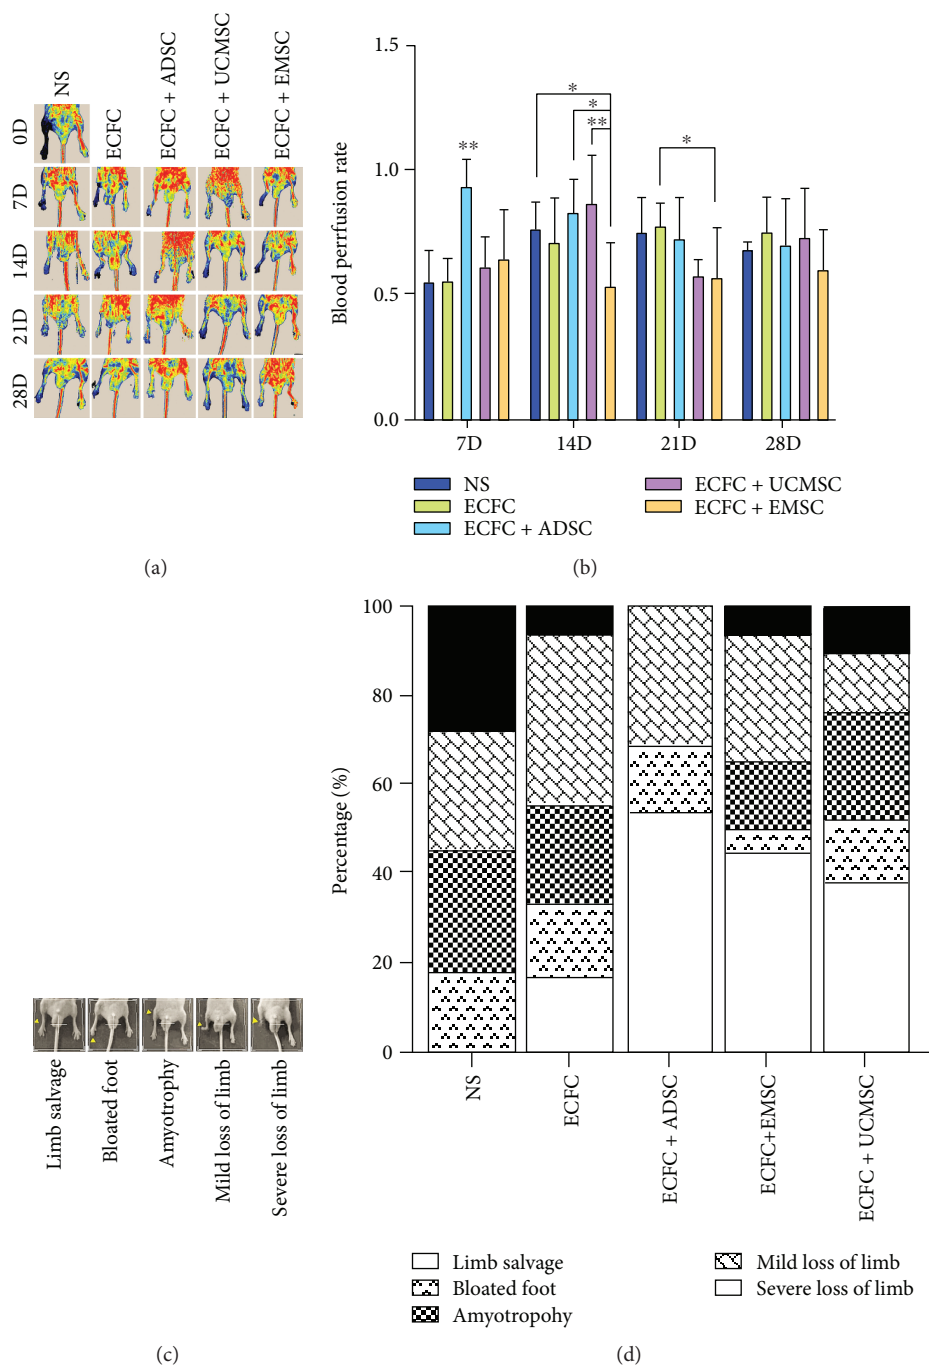 NS
ECFC
ECFC + ADSC
ECFC + UCMSC
ECFC + EMSC
0D
7D
14D
21D
28D
(a)
Blood perrfusion rate
1.5
1.0
0.5
0.0
**
*
*
**
*
7D
14D
21D
28D
NS
ECFC
ECFC + ADSC
ECFC + UCMSC
ECFC + EMSC
(b)
Limb salvage
Bloated foot
Amyotrophy
Mild loss of limb
Severe loss of limb
(c)
Percentage (%)
100
80
60
40
20
0
NS
ECFC
ECFC + ADSC
ECFC+EMSC
ECFC + UCMSC
Limb salvage
Bloated foot
Amyotropohy
Mild loss of limb
Severe loss of limb
(d)